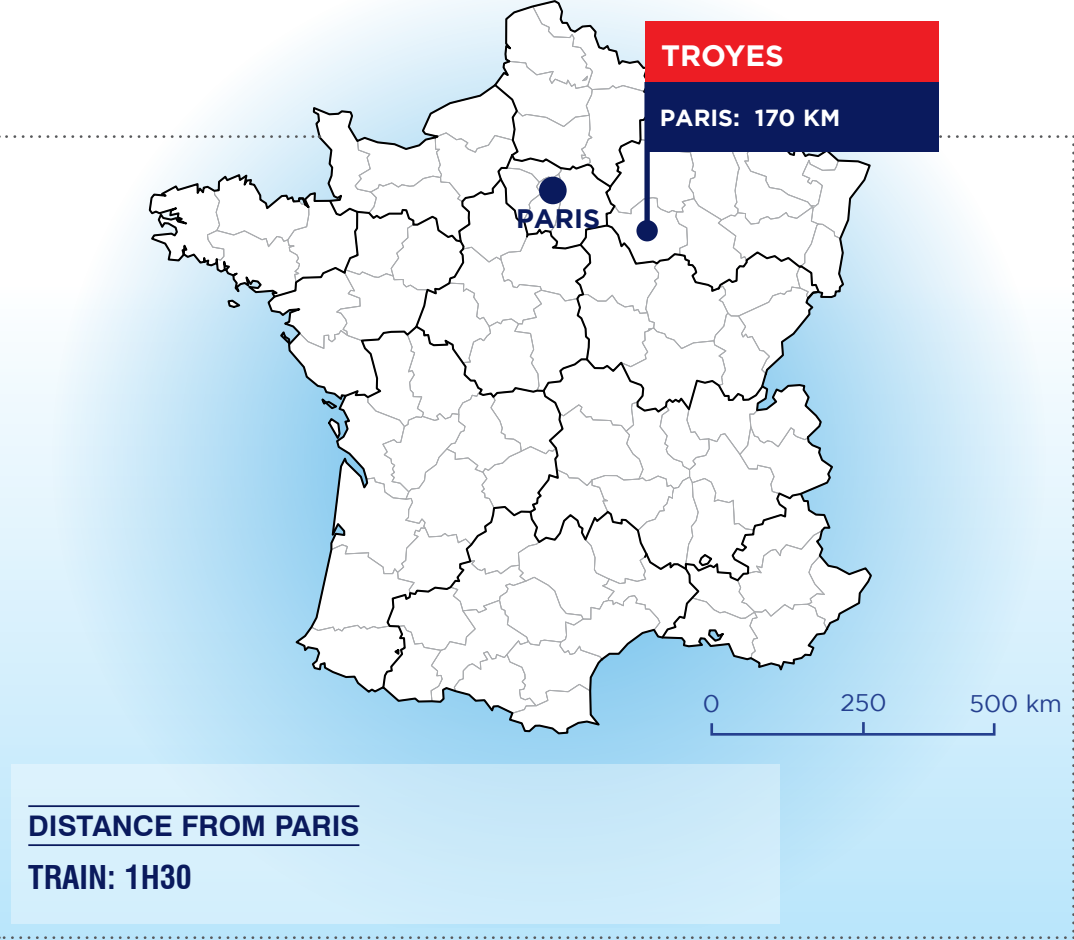 TROYES
PARIS: 170 KM
PARIS
0 250 500 km
DISTANCE FROM PARIS
TRAIN: 1H30